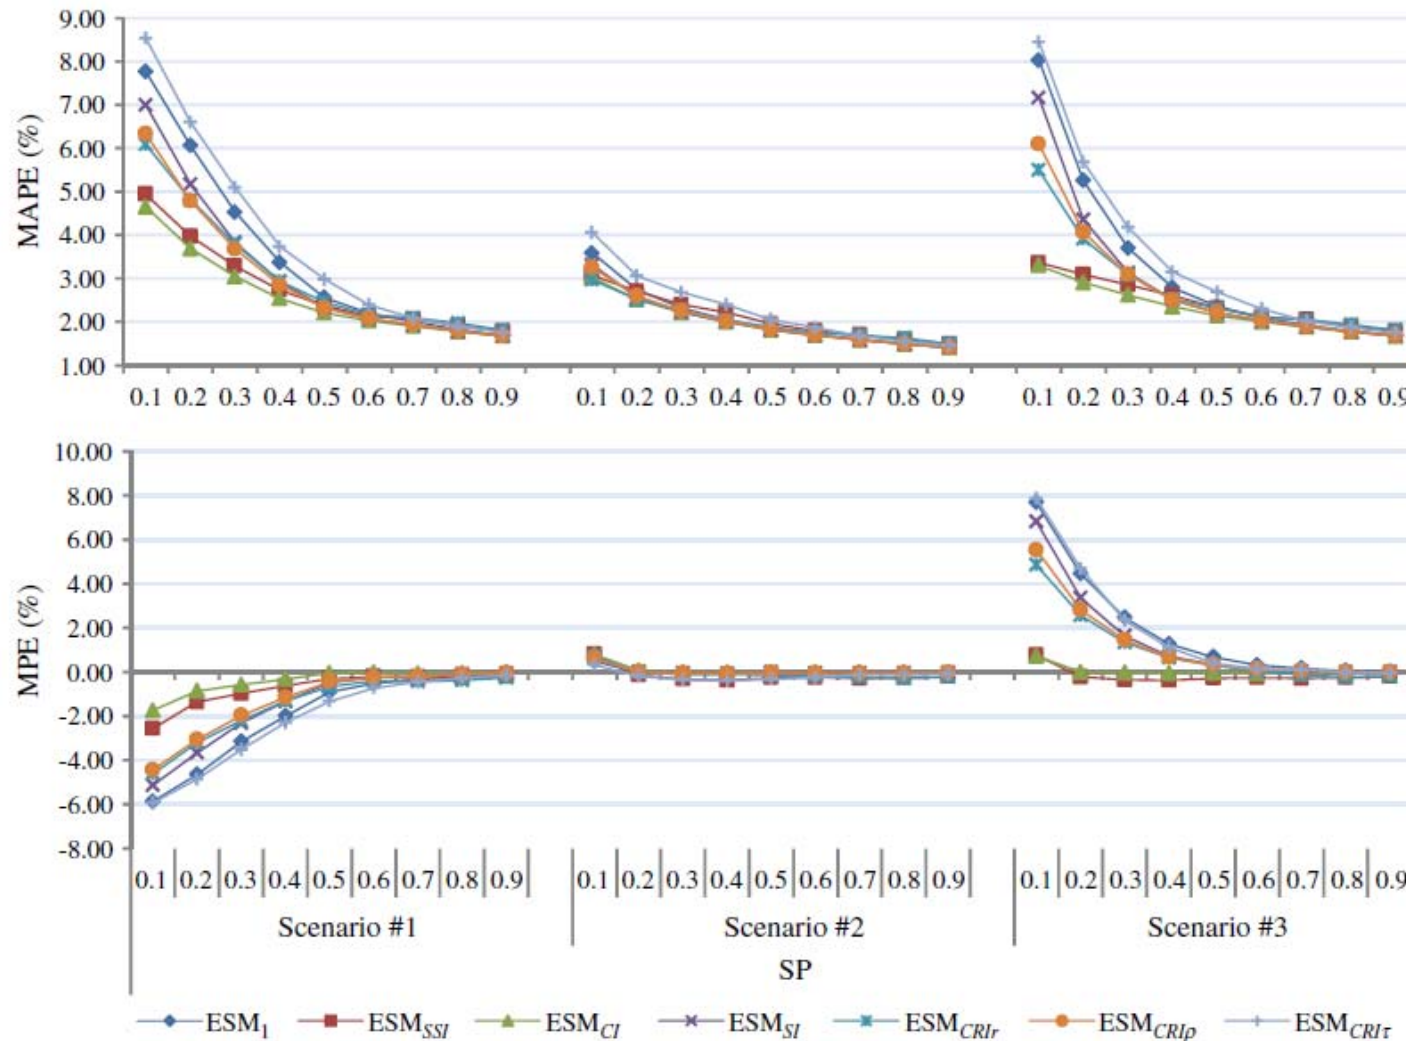 9.00
8.00
7.00
6.00
5.00
4.00
3.00
2.00
1.00
MAPE (%)
0.1 0.2 0.3 0.4 0.5 0.6 0.7 0.8 0.9 0.1 0.2 0.3 0.4 0.5 0.6 0.7 0.8 0.9 0.1 0.2 0.3 0.4 0.5 0.6 0.7 0.8 0.9
10.00
8.00
6.00
4.00
2.00
0.00
-2.00
-4.00
-6.00
-8.00
MPE (%)
0.1 0.2 0.3 0.4 0.5 0.6 0.7 0.8 0.9 0.1 0.2 0.3 0.4 0.5 0.6 0.7 0.8 0.9 0.1 0.2 0.3 0.4 0.5 0.6 0.7 0.8 0.9
Scenario #1 Scenario #2 Scenario #3
SP
ESM1 ESMSSI ESMCI ESMSI ESMCRIr ESMCRIρ ESMCRIτ